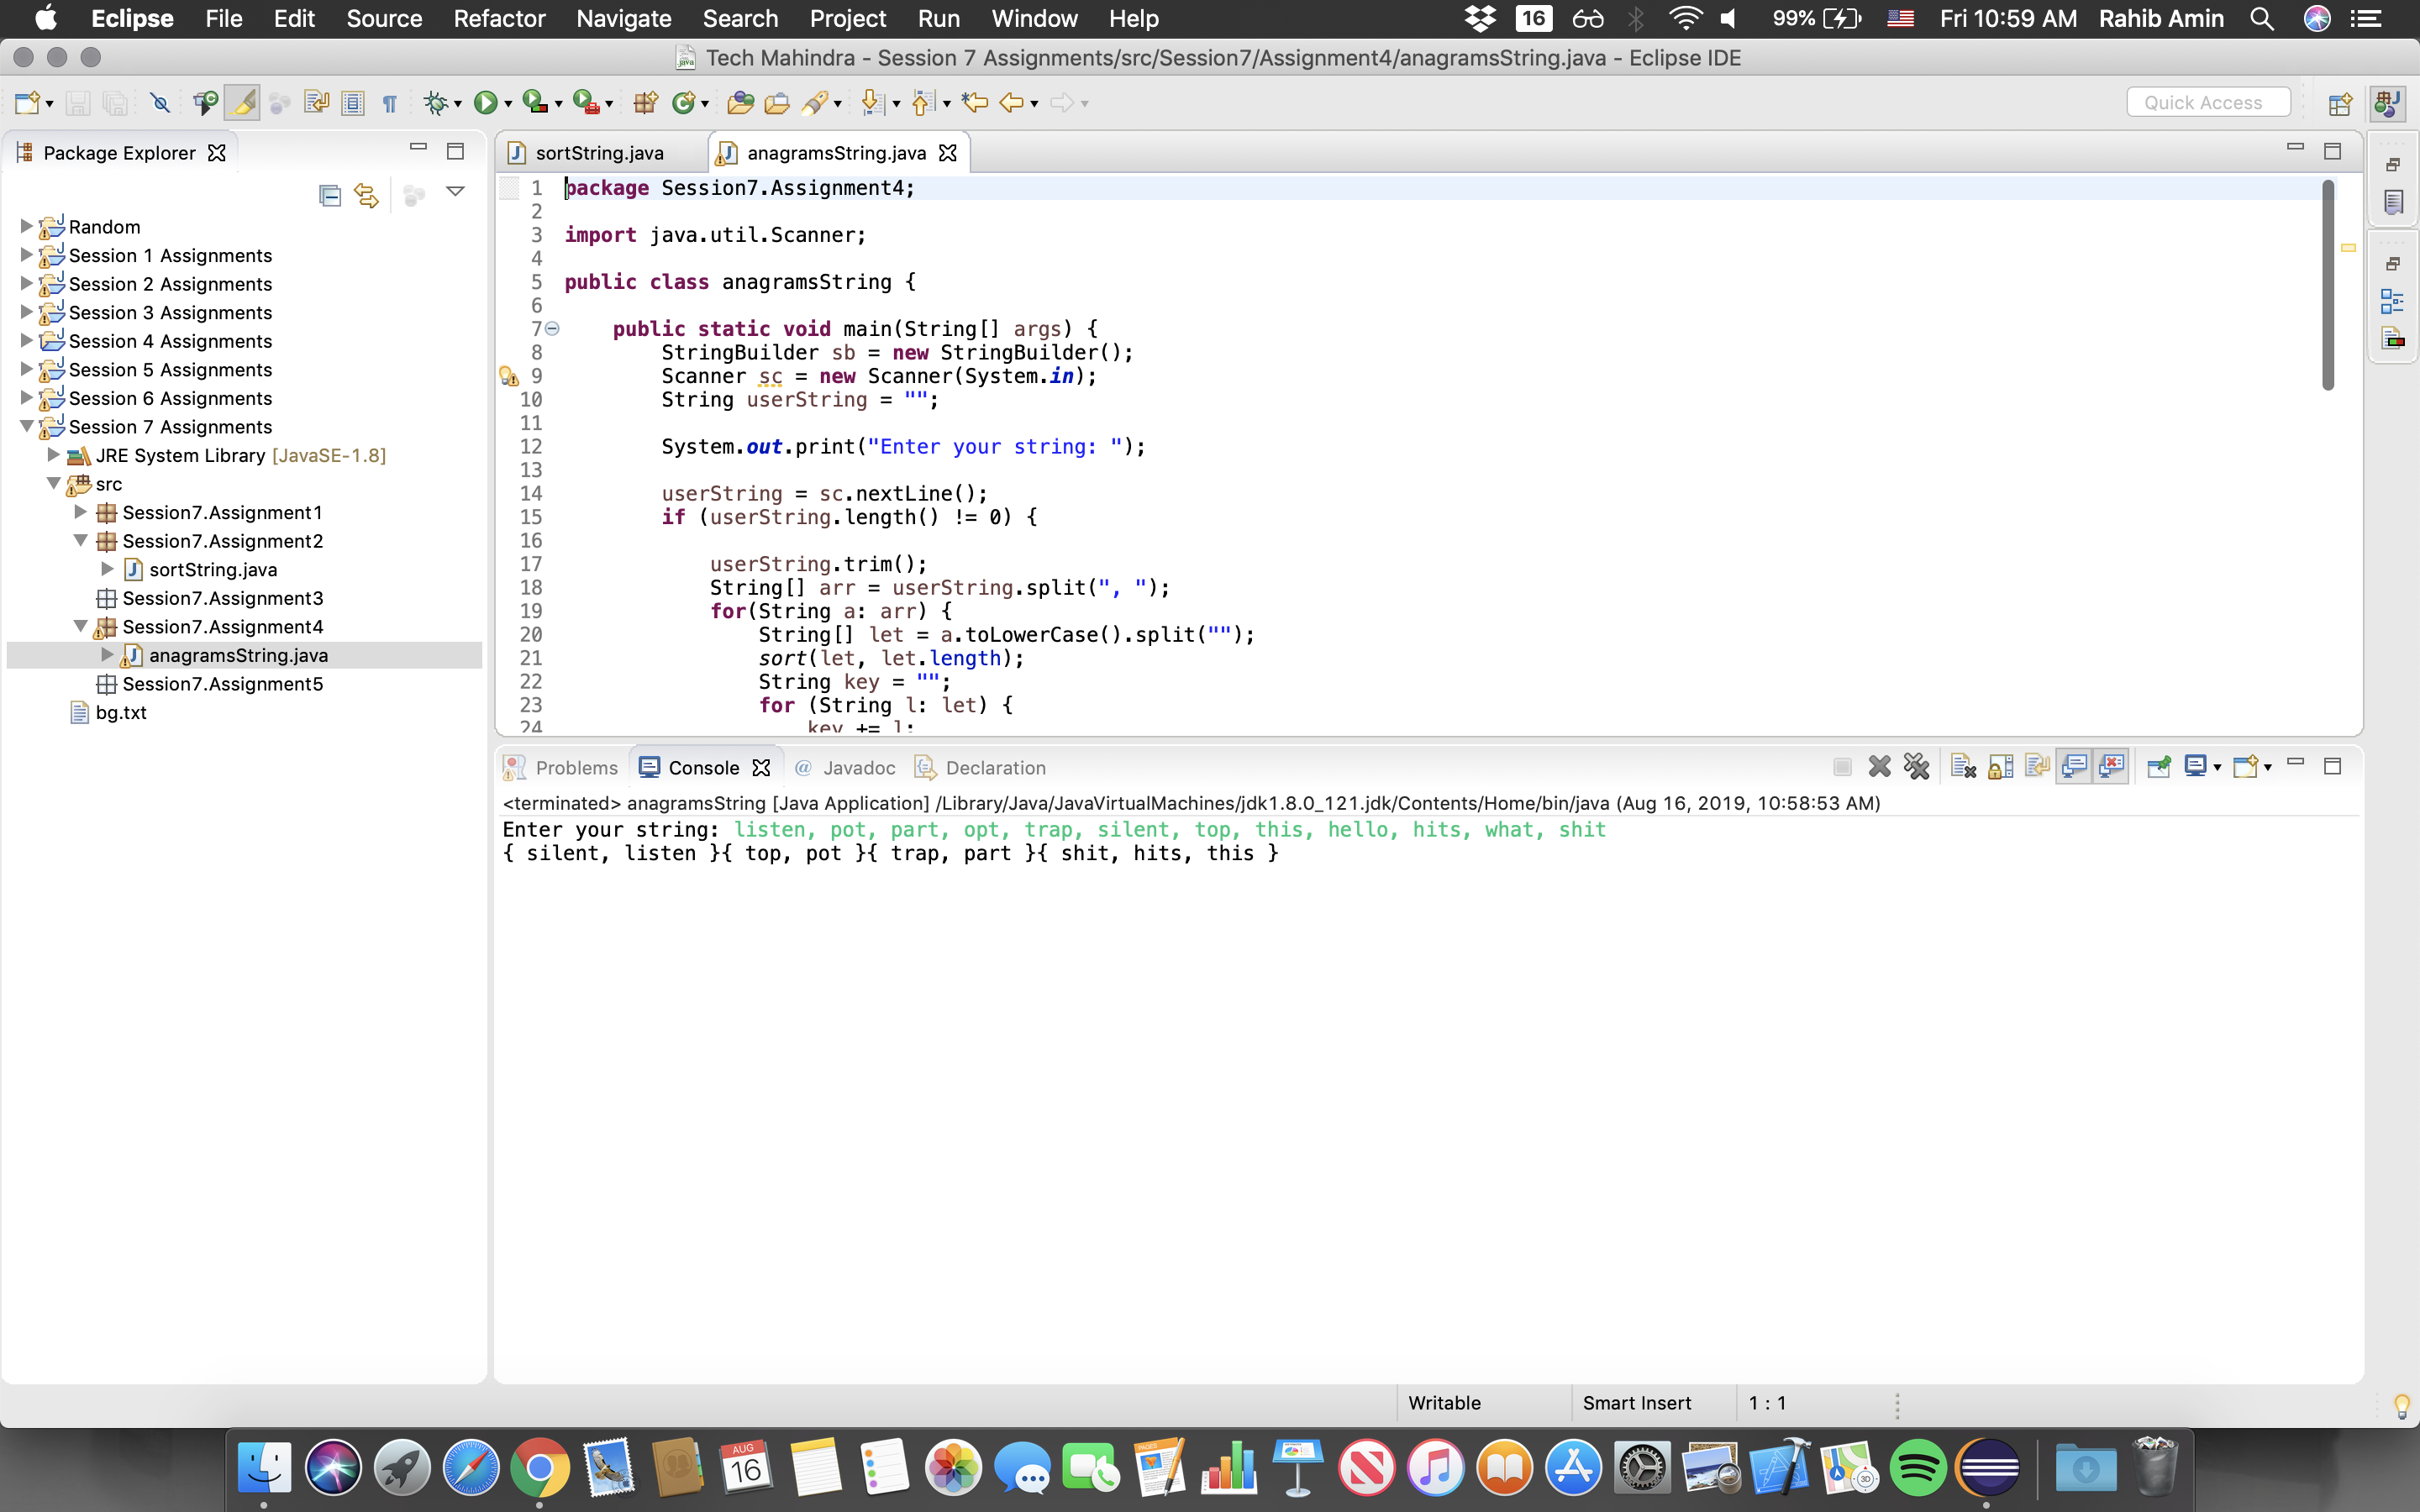 Eclipse File Edit Source Refactor Navigate Search Project Run Window Help 16 99% Fri 10:59 AM Rahib Amin
Tech Mahindra - Session 7 Assignments/src/Session7/Assignment4/anagramsString.java - Eclipse IDE
Quick Access
Package Explorer
Random
Session 1 Assignments
Session 2 Assignments
Session 3 Assignments
Session 4 Assignments
Session 5 Assignments
Session 6 Assignments
Session 7 Assignments
JRE System Library [JavaSE-1.8]
src
Session7.Assignment1
Session7.Assignment2
sortString.java
Session7.Assignment3
Session7.Assignment4
anagramsString.java
Session7.Assignment5
bg.txt
sortString.java anagramsString.java
1 package Session7.Assignment4;
2
3 import java.util.Scanner;
4
5 public class anagramsString {
6
7 public static void main(String[] args) {
8 StringBuilder sb = new StringBuilder();
9 Scanner sc = new Scanner(System.in);
10 String userString = "";
11
12 System.out.print("Enter your string: ");
13
14 userString = sc.nextLine();
15 if (userString.length() != 0) {
16
17 userString.trim();
18 String[] arr = userString.split(", ");
19 for(String a: arr) {
20 String[] let = a.toLowerCase().split("");
21 sort(let, let.length);
22 String key = "";
23 for (String l: let) {
24 key += l;
Problems Console Javadoc Declaration
<terminated> anagramsString [Java Application] /Library/Java/JavaVirtualMachines/jdk1.8.0_121.jdk/Contents/Home/bin/java (Aug 16, 2019, 10:58:53 AM)
Enter your string: listen, pot, part, opt, trap, silent, top, this, hello, hits, what, shit
{ silent, listen }{ top, pot }{ trap, part }{ shit, hits, this }
Writable Smart Insert 1 : 1
AUG
16
PAGES
3D